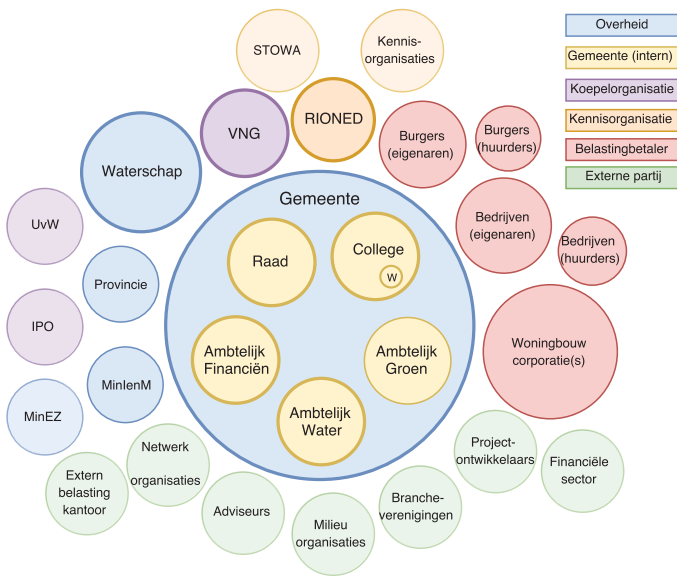 STOWA
Kennis-
organisaties
Overheid
Gemeente (intern)
Koepelorganisatie
Kennisorganisatie
Belastingbetaler
Externe partij
VNG
RIONED
Burgers
(eigenaren)
Burgers
(huurders)
Waterschap
Gemeente
UvW
Raad
College
W
Bedrijven
(eigenaren)
Bedrijven
(huurders)
Provincie
IPO
Ambtelijk
Financiën
Ambtelijk
Groen
Woningbouw
corporatie(s)
MinIenM
MinEZ
Ambtelijk
Water
Netwerk
organisaties
Project-
ontwikkelaars
Financiële
sector
Extern
belasting
kantoor
Adviseurs
Milieu
organisaties
Branche-
verenigingen